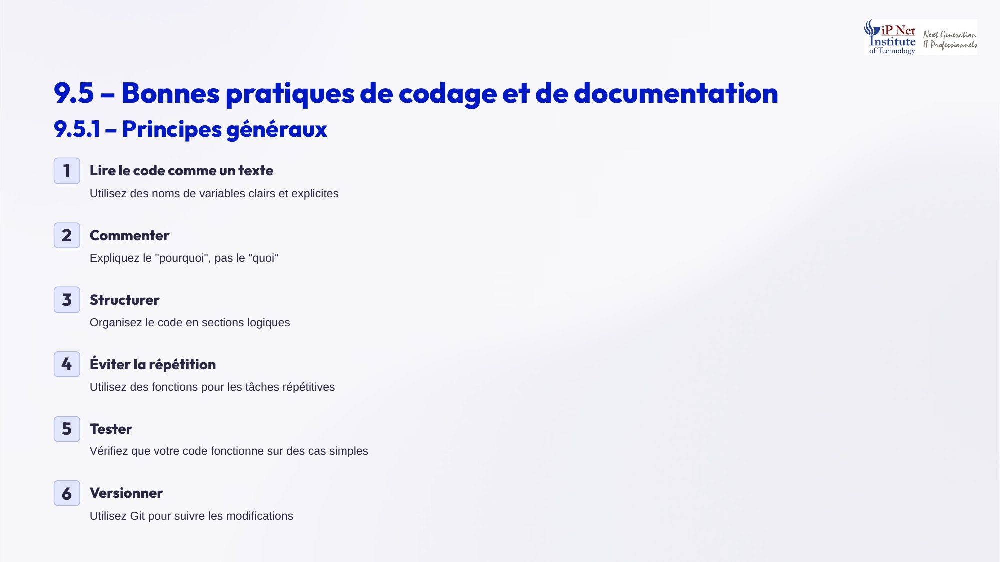 iP Net
Institute
of Technology
Next Generation
IT Professionnels
9.5 – Bonnes pratiques de codage et de documentation
9.5.1 – Principes généraux
1
Lire le code comme un texte
Utilisez des noms de variables clairs et explicites
2
Commenter
Expliquez le "pourquoi", pas le "quoi"
3
Structurer
Organisez le code en sections logiques
4
Éviter la répétition
Utilisez des fonctions pour les tâches répétitives
5
Tester
Vérifiez que votre code fonctionne sur des cas simples
6
Versionner
Utilisez Git pour suivre les modifications